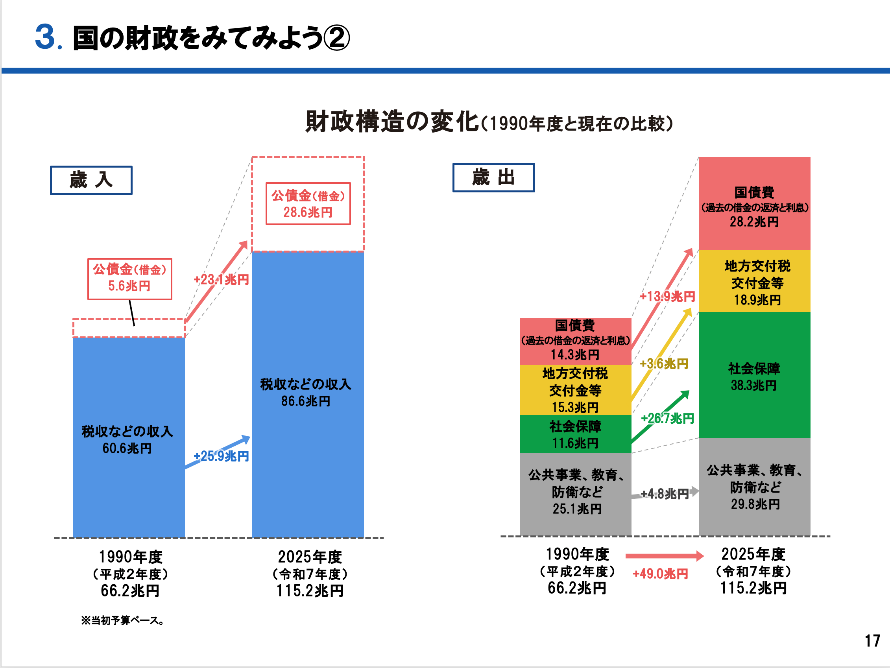 3. 国の財政をみてみよう②
財政構造の変化(1990年度と現在の比較)
歳 入
公債金(借金)
5.6兆円
税収などの収入
60.6兆円
1990年度
(平成2年度)
66.2兆円
+23.1兆円
+25.9兆円
公債金(借金)
28.6兆円
税収などの収入
86.6兆円
2025年度
(令和7年度)
115.2兆円
※当初予算ベース。
歳 出
国債費
(過去の借金の返済と利息)
14.3兆円
地方交付税
交付金等
15.3兆円
社会保障
11.6兆円
公共事業、教育、
防衛など
25.1兆円
1990年度
(平成2年度)
66.2兆円
+13.9兆円
+3.6兆円
+26.7兆円
+4.8兆円
+49.0兆円
国債費
(過去の借金の返済と利息)
28.2兆円
地方交付税
交付金等
18.9兆円
社会保障
38.3兆円
公共事業、教育、
防衛など
29.8兆円
2025年度
(令和7年度)
115.2兆円
17